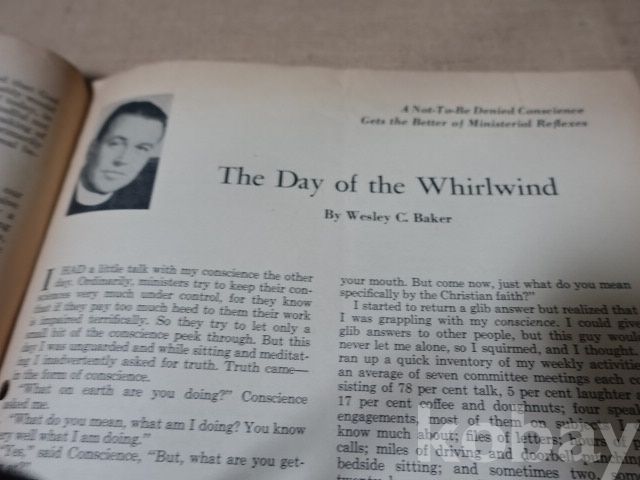 A Not-To-Be Denied Conscience
Gets the Better of Ministerial Reflexes
The Day of the Whirlwind
By Wesley C. Baker
I HAD a little talk with my conscience the other
day. Ordinarily, ministers try to keep their con-
sciences very much under control, for they know
that if they pay too much heed to them their work
is impaired terrifically. So they try to let only a
small bit of the conscience peek through. But this
day I was unguarded and while sitting and meditat-
ing I inadvertently asked for truth. Truth came—
in the form of conscience.
"What on earth are you doing?" Conscience
asked me.
"What do you mean, what am I doing? You know
very well what I am doing."
"Yes," said Conscience, "But, what are you get-
your mouth. But come now, just what do you mean
specifically by the Christian faith?"
I started to return a glib answer but realized that
I was grappling with my conscience. I could give
glib answers to other people, but this guy would
never let me alone, so I squirmed, and I thought. I
ran up a quick inventory of my weekly activities
an average of seven committee meetings each con-
sisting of 78 per cent talk, 5 per cent laughter a
17 per cent coffee and doughnuts; four speak
engagements, most of them on subjects I
know much about; files of letters; hours of
calls; miles of driving and doorbell punching
bedside sitting; and sometimes two, som
kobay